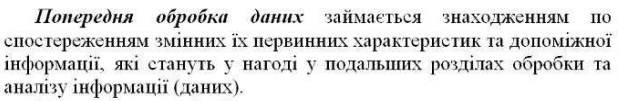 Попередня обробка даних займається знаходженням по
спостереженням змінних їх первинних характеристик та допоміжної
інформації, які стануть у нагоді у подальших розділах обробки та
аналізу інформації (даних).